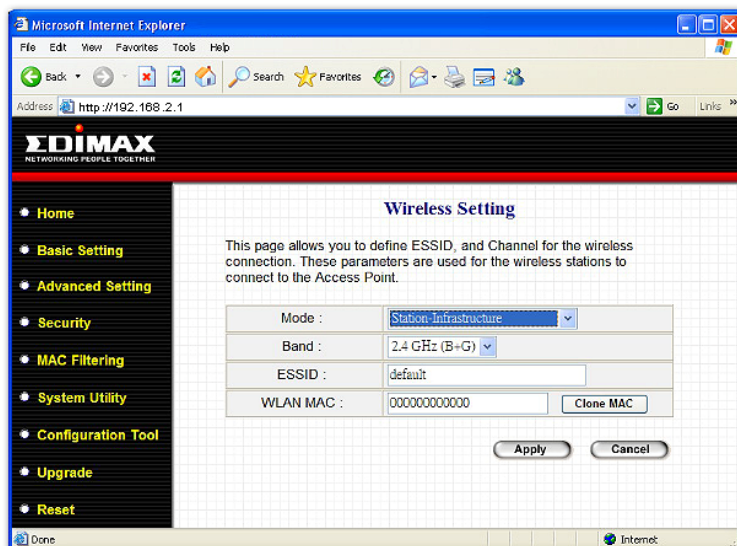 Microsoft Internet Explorer
File Edit View Favorites Tools Help
Back Search Favorites
Address http://192.168.2.1 Go Links »
EDIMAX
NETWORKING PEOPLE TOGETHER
Home
Basic Setting
Advanced Setting
Security
MAC Filtering
System Utility
Configuration Tool
Upgrade
Reset
Wireless Setting
This page allows you to define ESSID, and Channel for the wireless
connection. These parameters are used for the wireless stations to
connect to the Access Point.
Mode : Station-Infrastructure
Band : 2.4 GHz (B+G)
ESSID : default
WLAN MAC : 000000000000 Clone MAC
Apply Cancel
Done Internet